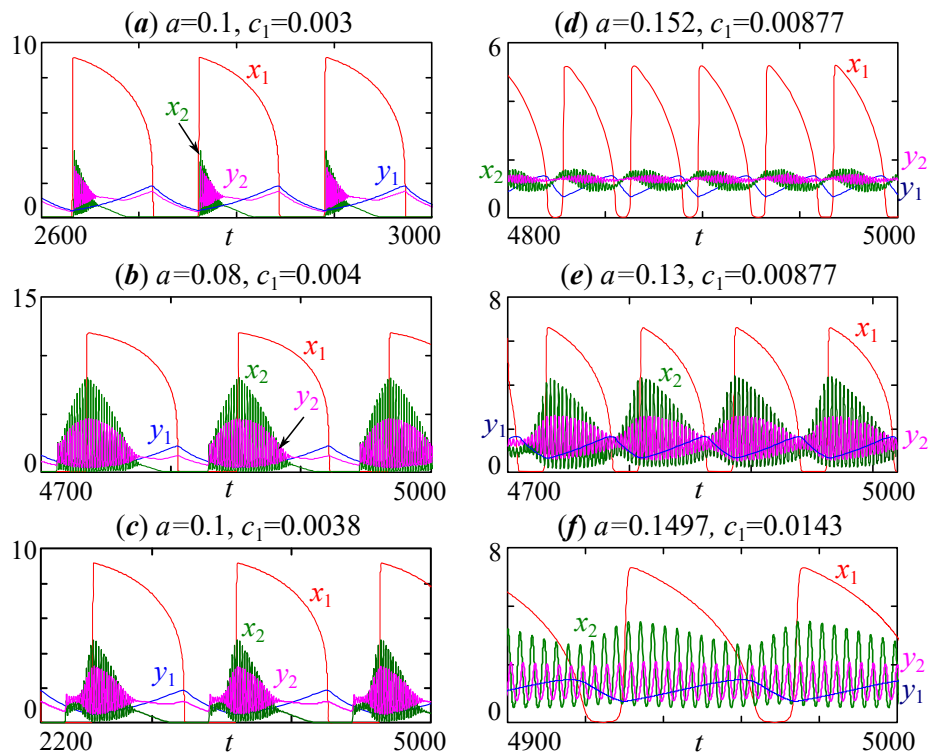 (a) a=0.1, c₁=0.003
10
0
x₁
x₂
y₂
y₁
2600
t
3000
(b) a=0.08, c₁=0.004
15
0
x₁
x₂
y₂
y₁
4700
t
5000
(c) a=0.1, c₁=0.0038
10
0
x₁
x₂
y₁
y₂
2200
t
5000
(d) a=0.152, c₁=0.00877
6
0
x₁
x₂
y₂
y₁
4800
t
5000
(e) a=0.13, c₁=0.00877
8
0
x₁
x₂
y₁
y₂
4700
t
5000
(f) a=0.1497, c₁=0.0143
8
0
x₁
x₂
y₂
y₁
4900
t
5000